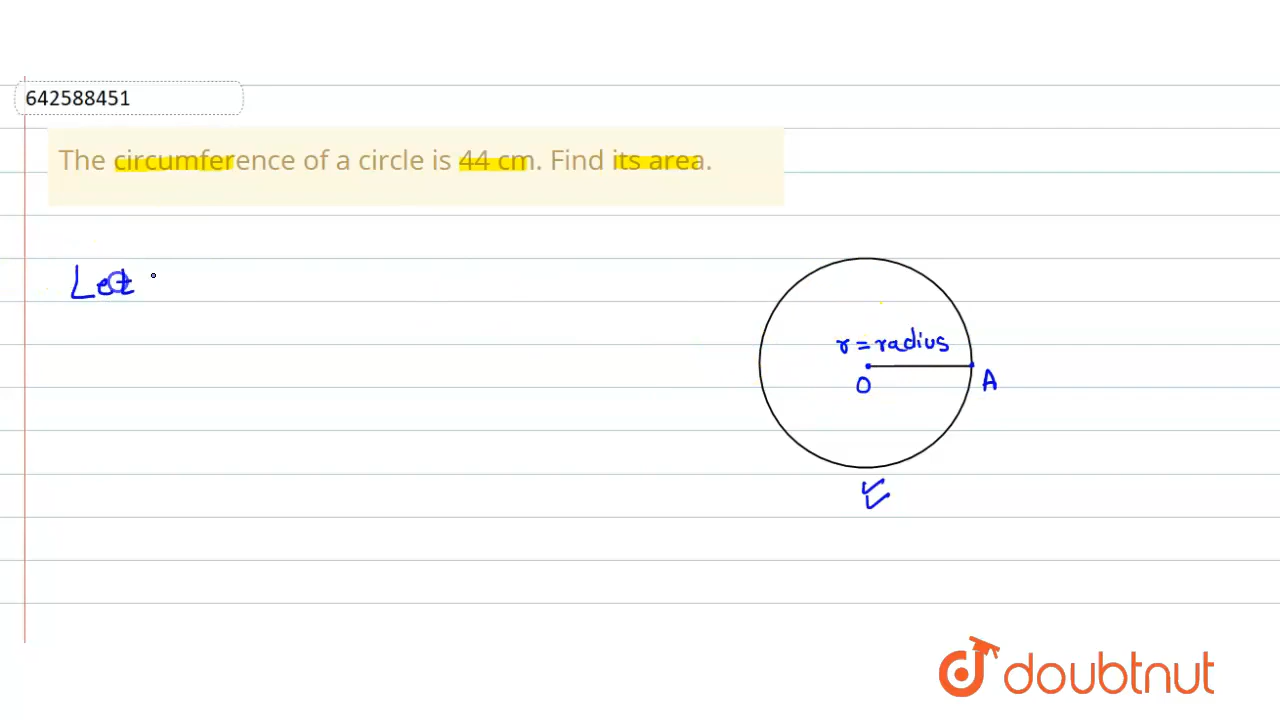 642588451
The circumference of a circle is 44 cm. Find its area.
Let
r = radius
O
A
doubtnut